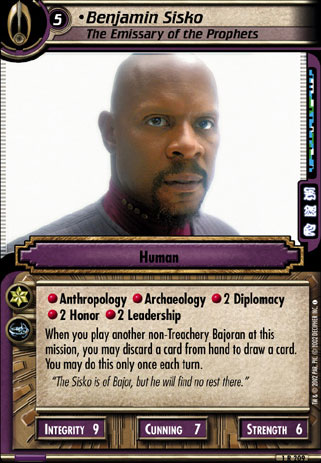 5
•Benjamin Sisko
The Emissary of the Prophets
Human
Anthropology Archaeology 2 Diplomacy
2 Honor 2 Leadership
When you play another non-Treachery Bajoran at this
mission, you may discard a card from hand to draw a card.
You may do this only once each turn.
"The Sisko is of Bajor, but he will find no rest there."
INTEGRITY 9 CUNNING 7 STRENGTH 6